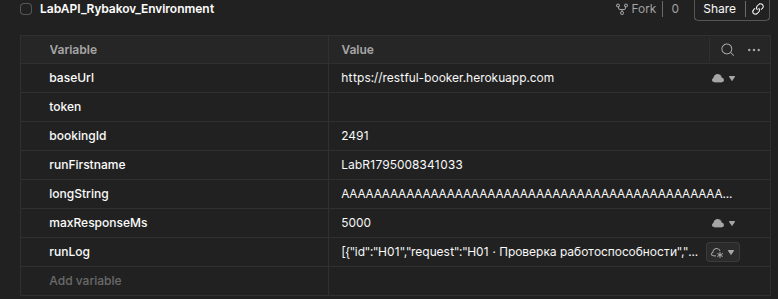 LabAPI_Rybakov_Environment Fork 0 Share
Variable Value
baseUrl https://restful-booker.herokuapp.com
token
bookingId 2491
runFirstname LabR1795008341033
longString AAAAAAAAAAAAAAAAAAAAAAAAAAAAAAAAAAAAAAAAAAAAAAA...
maxResponseMs 5000
runLog [{"id":"H01","request":"H01 · Проверка работоспособности","...
Add variable